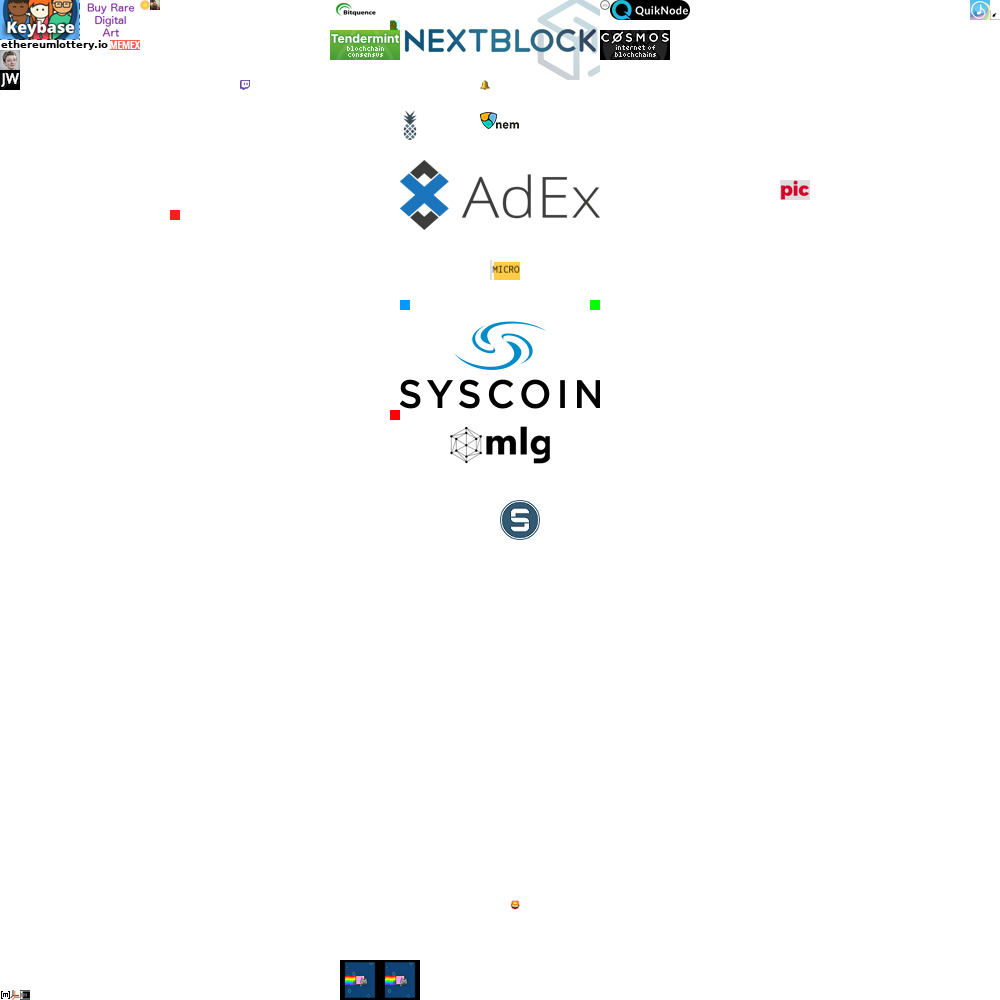 Keybase
Buy Rare
Digital
Art
ethereumlottery.io
MEMEX
JW
Bitquence
Tendermint
blockchain
consensus
NEXTBLOCK
QuikNode
COSMOS
internet of
blockchains
nem
AdEx
pic
MICRO
SYSCOIN
mlg
S
[m]